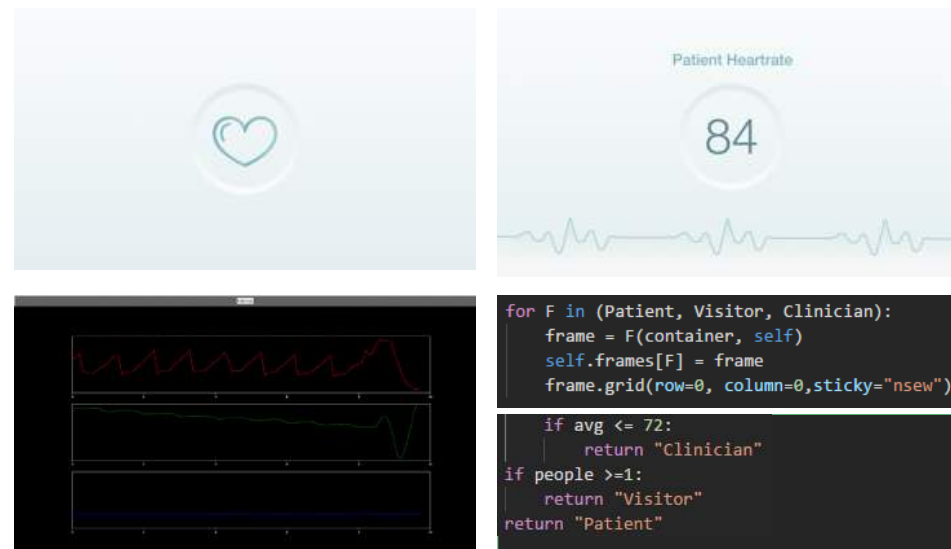 Patient Heartrate
84
for F in (Patient, Visitor, Clinician):
frame = F(container, self)
self.frames[F] = frame
frame.grid(row=0, column=0,sticky="nsew")
if avg <= 72:
return "Clinician"
if people >=1:
return "Visitor"
return "Patient"